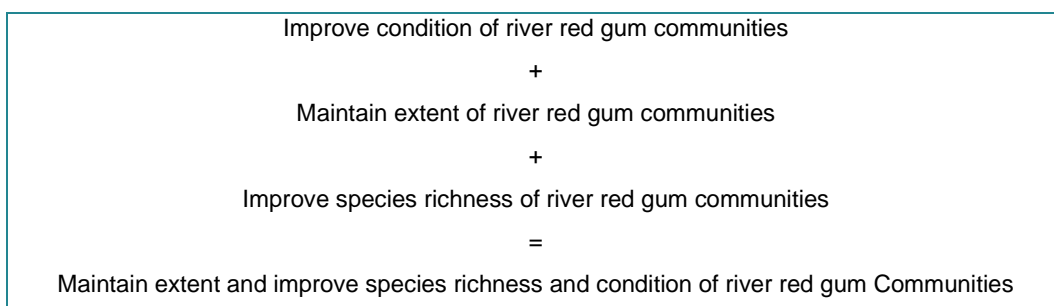 Improve condition of river red gum communities
+
Maintain extent of river red gum communities
+
Improve species richness of river red gum communities
=
Maintain extent and improve species richness and condition of river red gum Communities